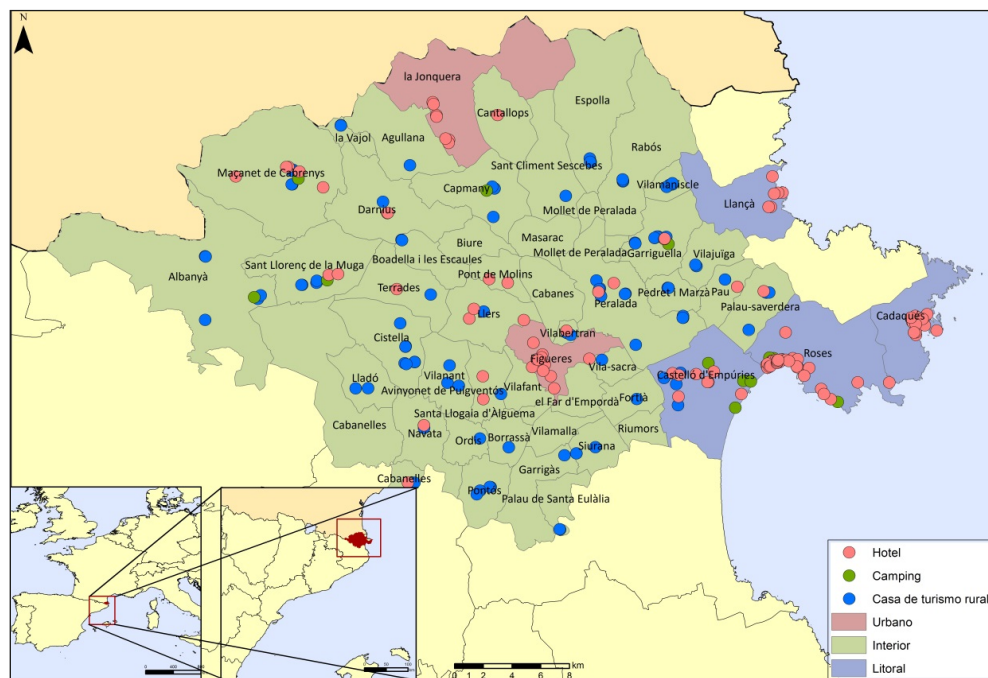 N
la Jonquera
Cantallops
Espolla
la Vajol
Agullana
Rabós
Sant Climent Sescebes
Maçanet de Cabrenys
Capmany
Vilamaniscle
Llançà
Darnius
Mollet de Peralada
Masarac
Biure
Mollet de Peralada
Garriguella
Boadella i les Escaules
Vilajuïga
Sant Llorenç de la Muga
Albanyà
Pont de Molins
Terrades
Cabanes
Pedret i Marzà
Pau
Peralada
Palau-saverdera
Llers
Cadaqués
Vilabertran
Cistella
Roses
Figueres
Vila-sacra
Castelló d'Empúries
Lladó
Vilanant
Avinyonet de Puigventós
Vilafant
el Far d'Empordà
Fortià
Santa Llogaia d'Àlguema
Cabanelles
Navata
Vilamalla
Riumors
Ordis
Borrassà
Siurana
Garrigàs
Cabanelles
Pontós
Palau de Santa Eulàlia
Hotel
Camping
Casa de turismo rural
Urbano
Interior
Litoral
0 2 4 8 km